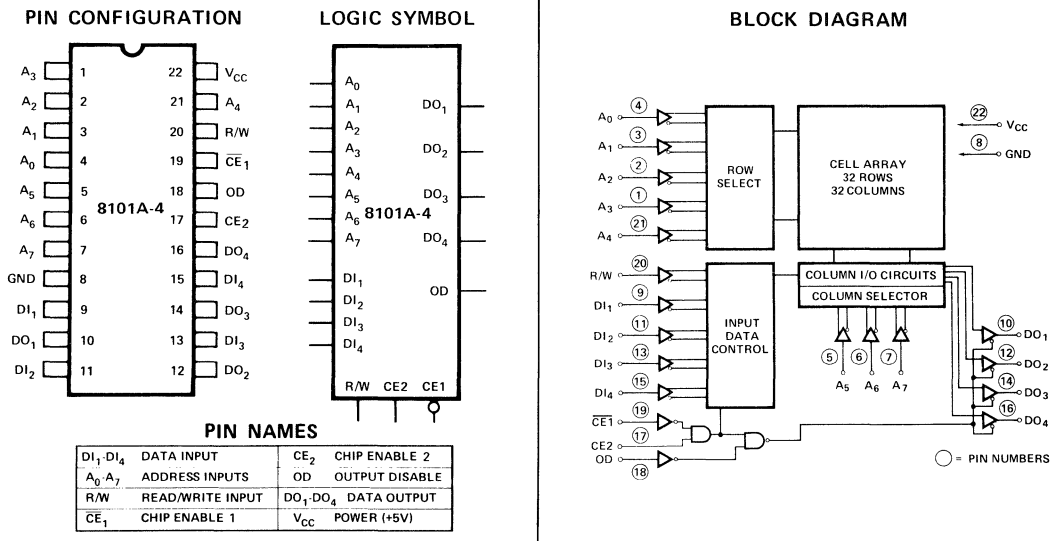 PIN CONFIGURATION
A3 1 22 VCC
A2 2 21 A4
A1 3 20 R/W
A0 4 19 C̅E̅1
A5 5 18 OD
A6 6 17 CE2
A7 7 16 DO4
GND 8 15 DI4
DI1 9 14 DO3
DO1 10 13 DI3
DI2 11 12 DO2
8101A-4
LOGIC SYMBOL
A0
A1
A2
A3
A4
A5
A6
A7
DI1
DI2
DI3
DI4
8101A-4
DO1
DO2
DO3
DO4
OD
R/W CE2 CE1
PIN NAMES
DI1-DI4 DATA INPUT CE2 CHIP ENABLE 2
A0-A7 ADDRESS INPUTS OD OUTPUT DISABLE
R/W READ/WRITE INPUT DO1-DO4 DATA OUTPUT
C̅E̅1 CHIP ENABLE 1 VCC POWER (+5V)
BLOCK DIAGRAM
A0 4
A1 3
A2 2
A3 1
A4 21
ROW
SELECT
CELL ARRAY
32 ROWS
32 COLUMNS
22 VCC
8 GND
R/W 20
DI1 9
DI2 11
DI3 13
DI4 15
C̅E̅1̅ 19
CE2 17
OD 18
INPUT
DATA
CONTROL
COLUMN I/O CIRCUITS
COLUMN SELECTOR
5 6 7
A5 A6 A7
10 DO1
12 DO2
14 DO3
16 DO4
= PIN NUMBERS